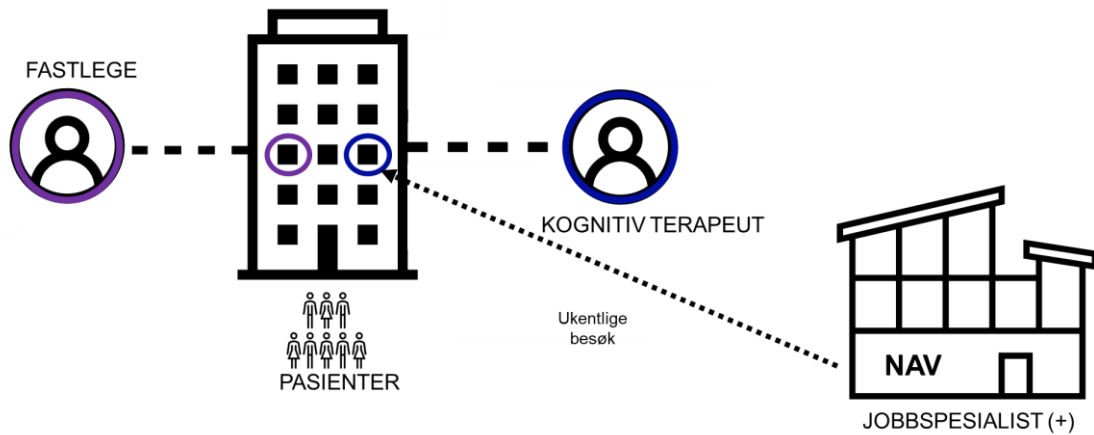 FASTLEGE
KOGNITIV TERAPEUT
Ukentlige
besøk
PASIENTER
NAV
JOBBSPESIALIST (+)